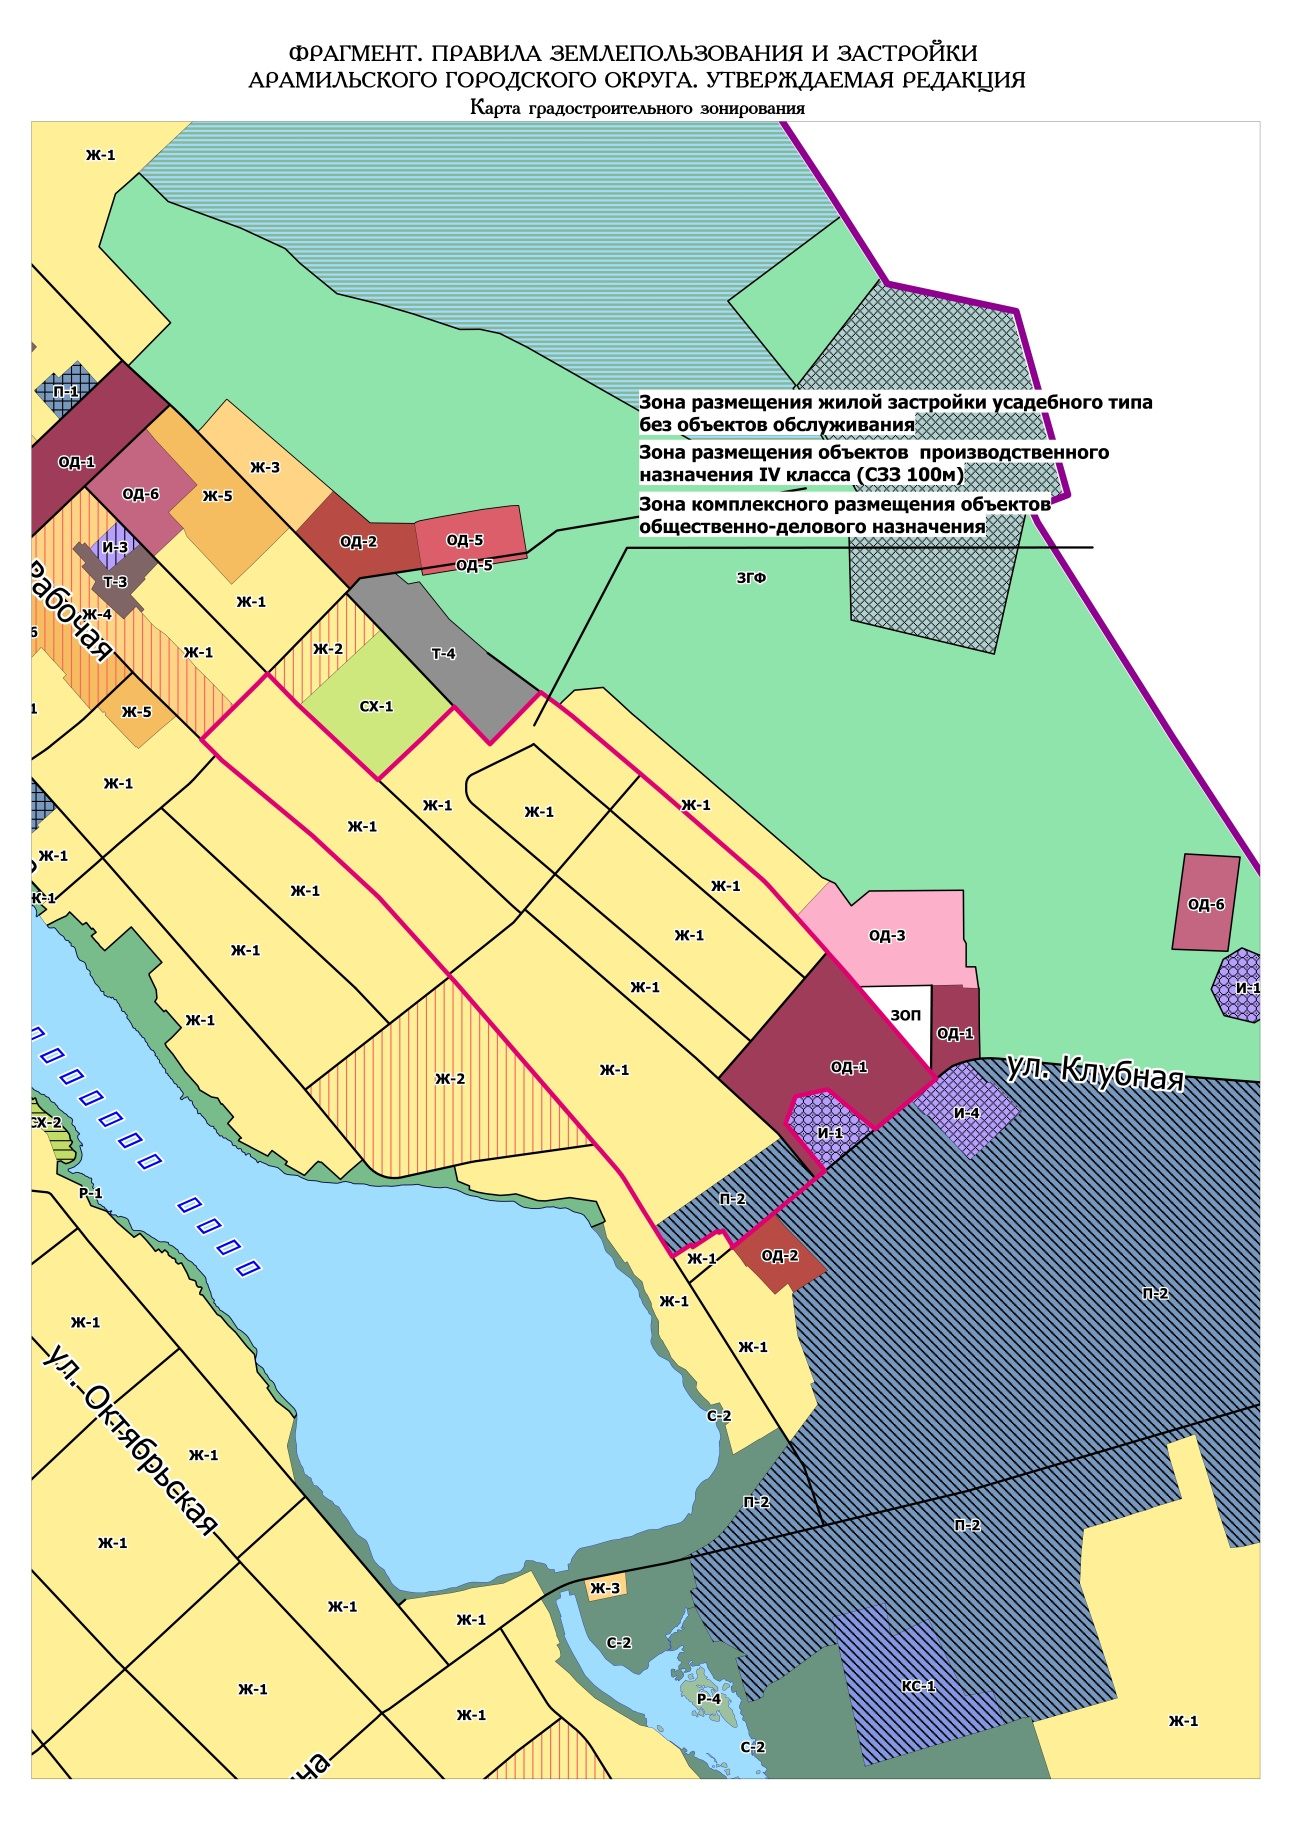 ФРАГМЕНТ. ПРАВИЛА ЗЕМЛЕПОЛЬЗОВАНИЯ И ЗАСТРОЙКИ
АРАМИЛЬСКОГО ГОРОДСКОГО ОКРУГА. УТВЕРЖДАЕМАЯ РЕДАКЦИЯ
Карта градостроительного зонирования
Ж-1
П-1
Зона размещения жилой застройки усадебного типа
без объектов обслуживания
Зона размещения объектов производственного
назначения IV класса (СЗЗ 100м)
Зона комплексного размещения объектов
общественно-делового назначения
ОД-1
Ж-3
ОД-6
Ж-5
ОД-2
ОД-5
ОД-5
И-3
Т-3
ЗГФ
Ж-1
Ж-4
Рабочая
Ж-1
Ж-2
Т-4
СХ-1
Ж-5
Ж-1
Ж-1
Ж-1
Ж-1
Ж-1
Ж-1
Ж-1
Ж-1
Ж-1
Ж-1
ОД-6
Ж-1
ОД-3
Ж-1
Ж-1
И-1
Ж-1
ЗОП
ОД-1
Ж-1
ОД-1
ул. Клубная
Ж-2
И-4
СХ-2
И-1
Р-1
П-2
Ж-1
ОД-2
П-2
Ж-1
Ж-1
Ж-1
ул. Октябрьская
С-2
Ж-1
П-2
П-2
Ж-1
Ж-3
Ж-1
Ж-1
С-2
Ж-1
КС-1
Р-4
Ж-1
Ж-1
С-2
на